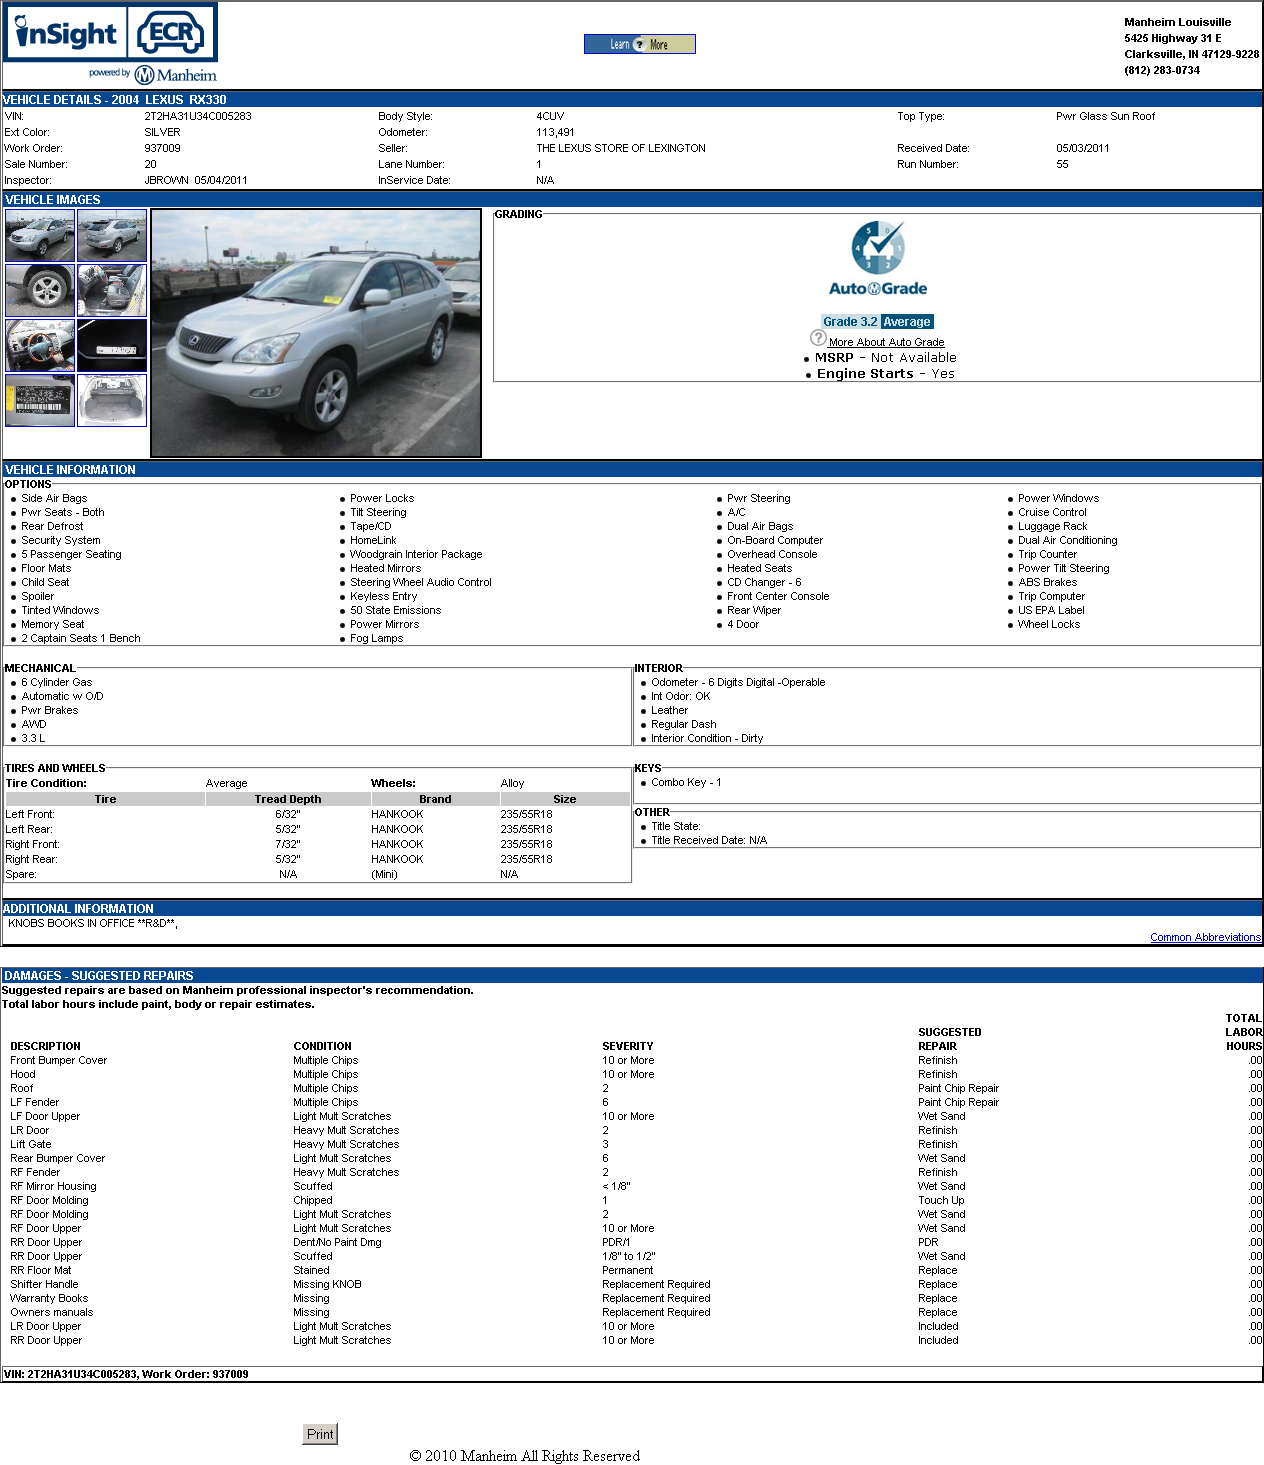 inSight ECR
powered by Manheim
Learn ? More
Manheim Louisville
5425 Highway 31 E
Clarksville, IN 47129-9228
(812) 283-0734
VEHICLE DETAILS - 2004 LEXUS RX330
VIN: 2T2HA31U34C005283 Body Style: 4CUV Top Type: Pwr Glass Sun Roof
Ext Color: SILVER Odometer: 113,491
Work Order: 937009 Seller: THE LEXUS STORE OF LEXINGTON Received Date: 05/03/2011
Sale Number: 20 Lane Number: 1 Run Number: 55
Inspector: JBROWN 05/04/2011 InService Date: N/A
VEHICLE IMAGES
GRADING
5 0 4 1 3 2
AutoGrade
Grade 3.2 Average
? More About Auto Grade
MSRP - Not Available
Engine Starts - Yes
VEHICLE INFORMATION
OPTIONS
Side Air Bags Power Locks Pwr Steering Power Windows
Pwr Seats - Both Tilt Steering A/C Cruise Control
Rear Defrost Tape/CD Dual Air Bags Luggage Rack
Security System HomeLink On-Board Computer Dual Air Conditioning
5 Passenger Seating Woodgrain Interior Package Overhead Console Trip Counter
Floor Mats Heated Mirrors Heated Seats Power Tilt Steering
Child Seat Steering Wheel Audio Control CD Changer - 6 ABS Brakes
Spoiler Keyless Entry Front Center Console Trip Computer
Tinted Windows 50 State Emissions Rear Wiper US EPA Label
Memory Seat Power Mirrors 4 Door Wheel Locks
2 Captain Seats 1 Bench Fog Lamps
MECHANICAL
6 Cylinder Gas
Automatic w O/D
Pwr Brakes
AWD
3.3 L
INTERIOR
Odometer - 6 Digits Digital -Operable
Int Odor: OK
Leather
Regular Dash
Interior Condition - Dirty
TIRES AND WHEELS
Tire Condition: Average Wheels: Alloy
Tire Tread Depth Brand Size
Left Front: 6/32" HANKOOK 235/55R18
Left Rear: 5/32" HANKOOK 235/55R18
Right Front: 7/32" HANKOOK 235/55R18
Right Rear: 5/32" HANKOOK 235/55R18
Spare: N/A (Mini) N/A
KEYS
Combo Key - 1
OTHER
Title State:
Title Received Date: N/A
ADDITIONAL INFORMATION
KNOBS BOOKS IN OFFICE **R&D**,
Common Abbreviations
DAMAGES - SUGGESTED REPAIRS
Suggested repairs are based on Manheim professional inspector's recommendation.
Total labor hours include paint, body or repair estimates.
DESCRIPTION CONDITION SEVERITY SUGGESTED REPAIR TOTAL LABOR HOURS
Front Bumper Cover Multiple Chips 10 or More Refinish .00
Hood Multiple Chips 10 or More Refinish .00
Roof Multiple Chips 2 Paint Chip Repair .00
LF Fender Multiple Chips 6 Paint Chip Repair .00
LF Door Upper Light Mult Scratches 10 or More Wet Sand .00
LR Door Heavy Mult Scratches 2 Refinish .00
Lift Gate Heavy Mult Scratches 3 Refinish .00
Rear Bumper Cover Light Mult Scratches 6 Wet Sand .00
RF Fender Heavy Mult Scratches 2 Refinish .00
RF Mirror Housing Scuffed < 1/8" Wet Sand .00
RF Door Molding Chipped 1 Touch Up .00
RF Door Molding Light Mult Scratches 2 Wet Sand .00
RF Door Upper Light Mult Scratches 10 or More Wet Sand .00
RR Door Upper Dent/No Paint Dmg PDR/1 PDR .00
RR Door Upper Scuffed 1/8" to 1/2" Wet Sand .00
RR Floor Mat Stained Permanent Replace .00
Shifter Handle Missing KNOB Replacement Required Replace .00
Warranty Books Missing Replacement Required Replace .00
Owners manuals Missing Replacement Required Replace .00
LR Door Upper Light Mult Scratches 10 or More Included .00
RR Door Upper Light Mult Scratches 10 or More Included .00
VIN: 2T2HA31U34C005283, Work Order: 937009
Print
© 2010 Manheim All Rights Reserved